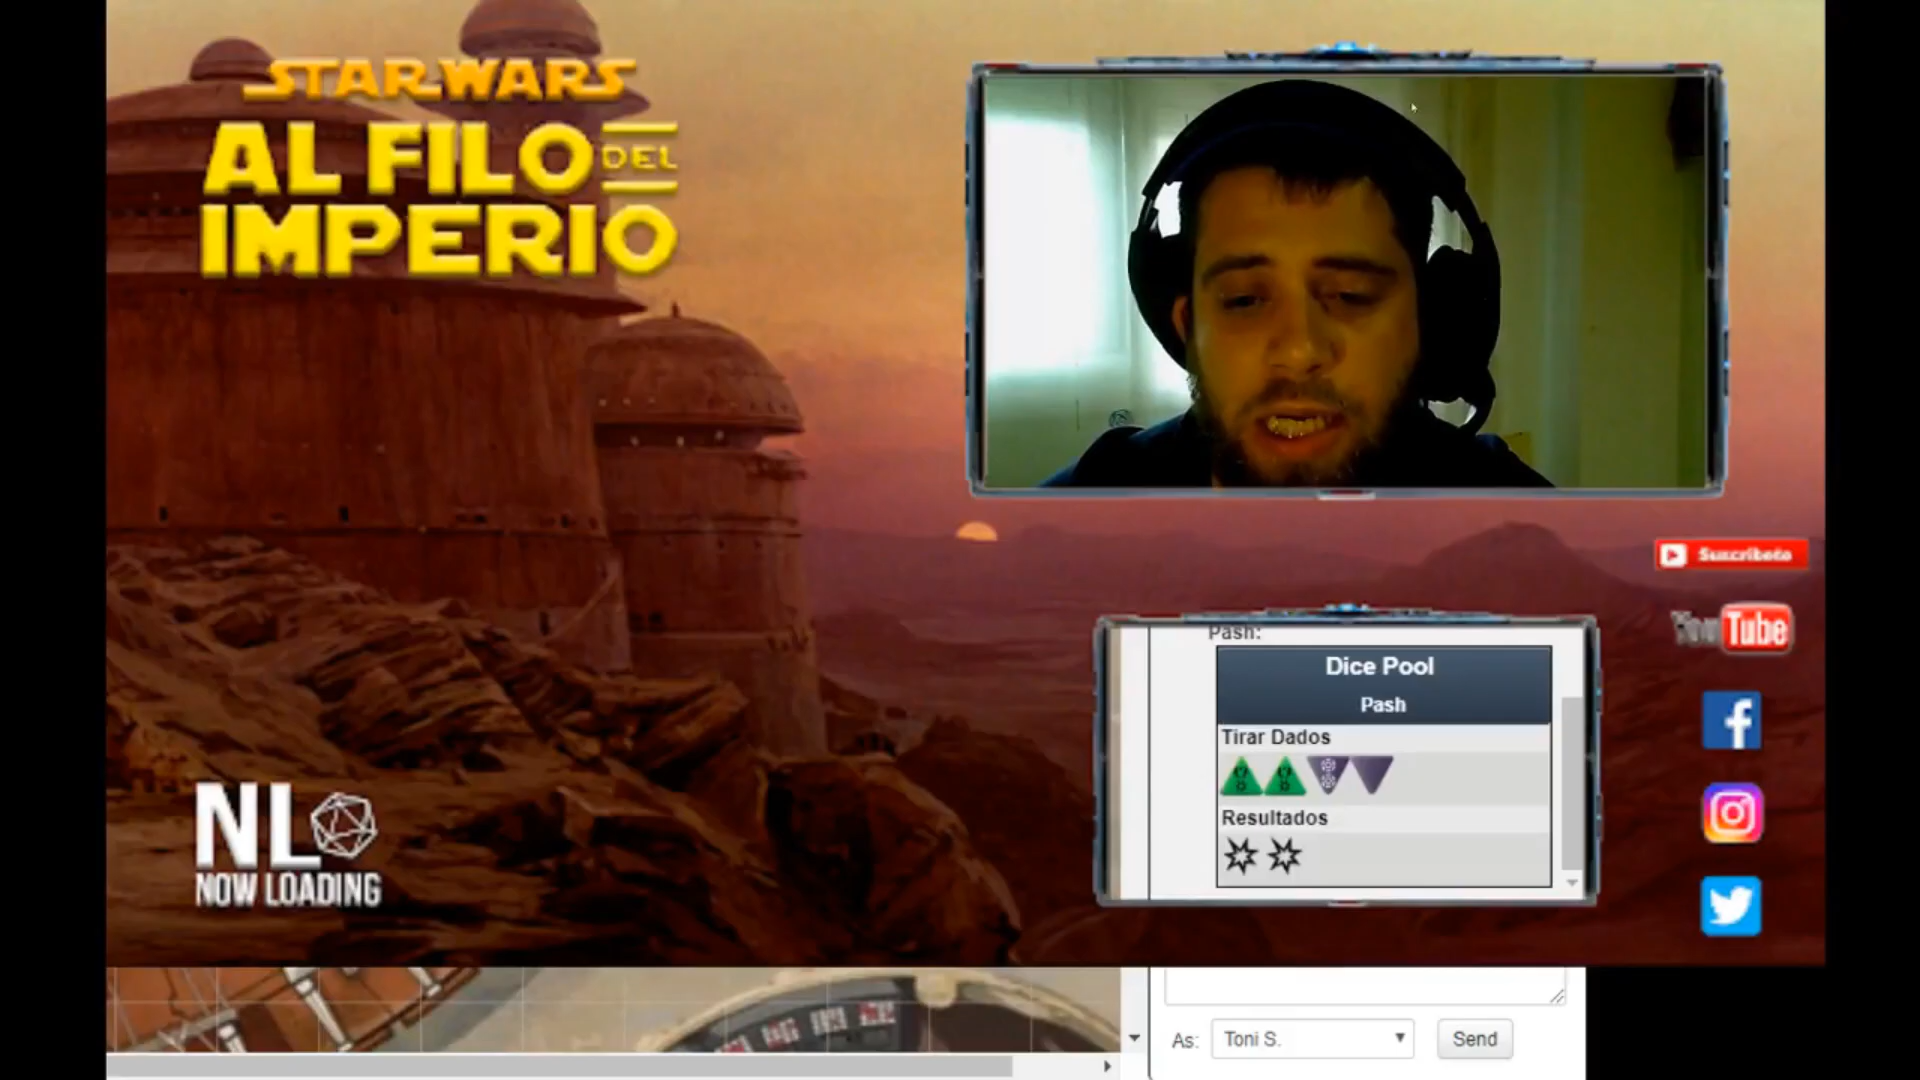 STAR WARS
AL FILO DEL
IMPERIO
Suscríbete
YouTube
Pash:
Dice Pool
Pash
Tirar Dados
Resultados
NL
NOW LOADING
As: Toni S. Send